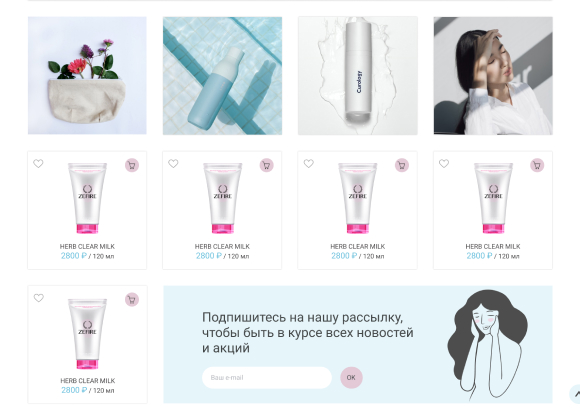 Curology
ZEFIRE
ZEFIRE
ZEFIRE
ZEFIRE
HERB CLEAR MILK
2800 ₽ / 120 мл
HERB CLEAR MILK
2800 ₽ / 120 мл
HERB CLEAR MILK
2800 ₽ / 120 мл
HERB CLEAR MILK
2800 ₽ / 120 мл
ZEFIRE
HERB CLEAR MILK
2800 ₽ / 120 мл
Подпишитесь на нашу рассылку,
чтобы быть в курсе всех новостей
и акций
Ваш e-mail
OK